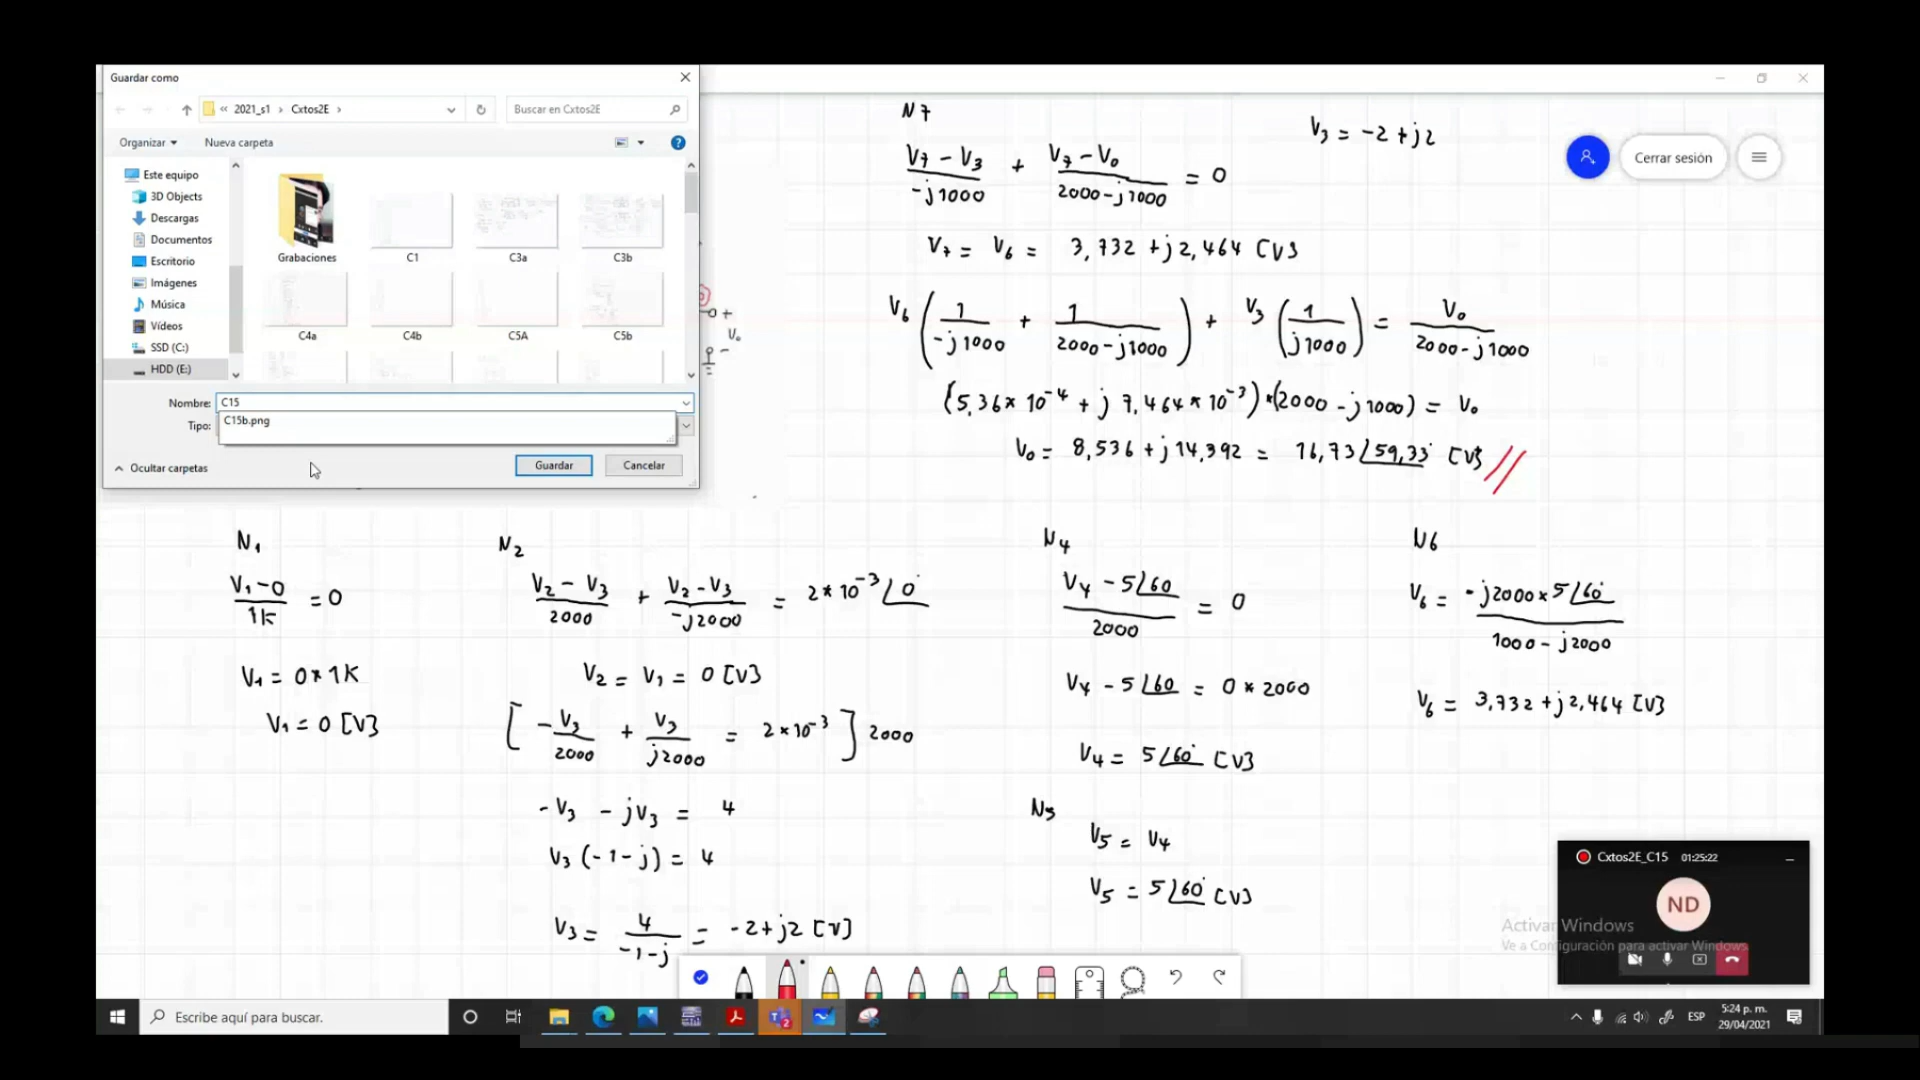 Guardar como
« 2021_s1 › Cxtos2E ›
Buscar en Cxtos2E
Organizar
Nueva carpeta
Este equipo
3D Objects
Descargas
Documentos
Escritorio
Imágenes
Música
Vídeos
SSD (C:)
HDD (E:)
Grabaciones
C1
C3a
C3b
C4a
C4b
C5A
C5b
Nombre: C15
C15b.png
Tipo:
Ocultar carpetas
Guardar
Cancelar
Cerrar sesión
+
V₀
−
N7
V₃ = -2 + j2
(V₇ - V₃)/(-j1000) + (V₇ - V₀)/(2000 - j1000) = 0
V₇ = V₆ = 3,732 + j2,464 [V]
V₆ (1/(-j1000) + 1/(2000 - j1000)) + V₃ (1/(j1000)) = V₀/(2000 - j1000)
(5,36*10⁻⁴ + j 7,464*10⁻³)*(2000 - j1000) = V₀
V₀ = 8,536 + j14,392 = 16,73∠59,33° [V]
N₁
(V₁ - 0)/1k = 0
V₁ = 0*1K
V₁ = 0 [V]
N₂
(V₂ - V₃)/2000 + (V₂ - V₃)/(-j2000) = 2*10⁻³∠0°
V₂ = V₁ = 0 [V]
[-V₃/2000 + V₃/j2000 = 2*10⁻³] 2000
-V₃ - jV₃ = 4
V₃(-1-j) = 4
V₃ = 4/(-1-j) = -2+j2 [V]
N₄
(V₄ - 5∠60°)/2000 = 0
V₄ - 5∠60° = 0*2000
V₄ = 5∠60° [V]
N₅
V₅ = V₄
V₅ = 5∠60° [V]
N6
V₆ = (-j2000*5∠60°)/(1000 - j2000)
V₆ = 3,732 + j2,464 [V]
Cxtos2E_C15 01:25:22
ND
Activar Windows
Ve a Configuración para activar Windows.
Escribe aquí para buscar.
ESP
5:24 p. m.
29/04/2021